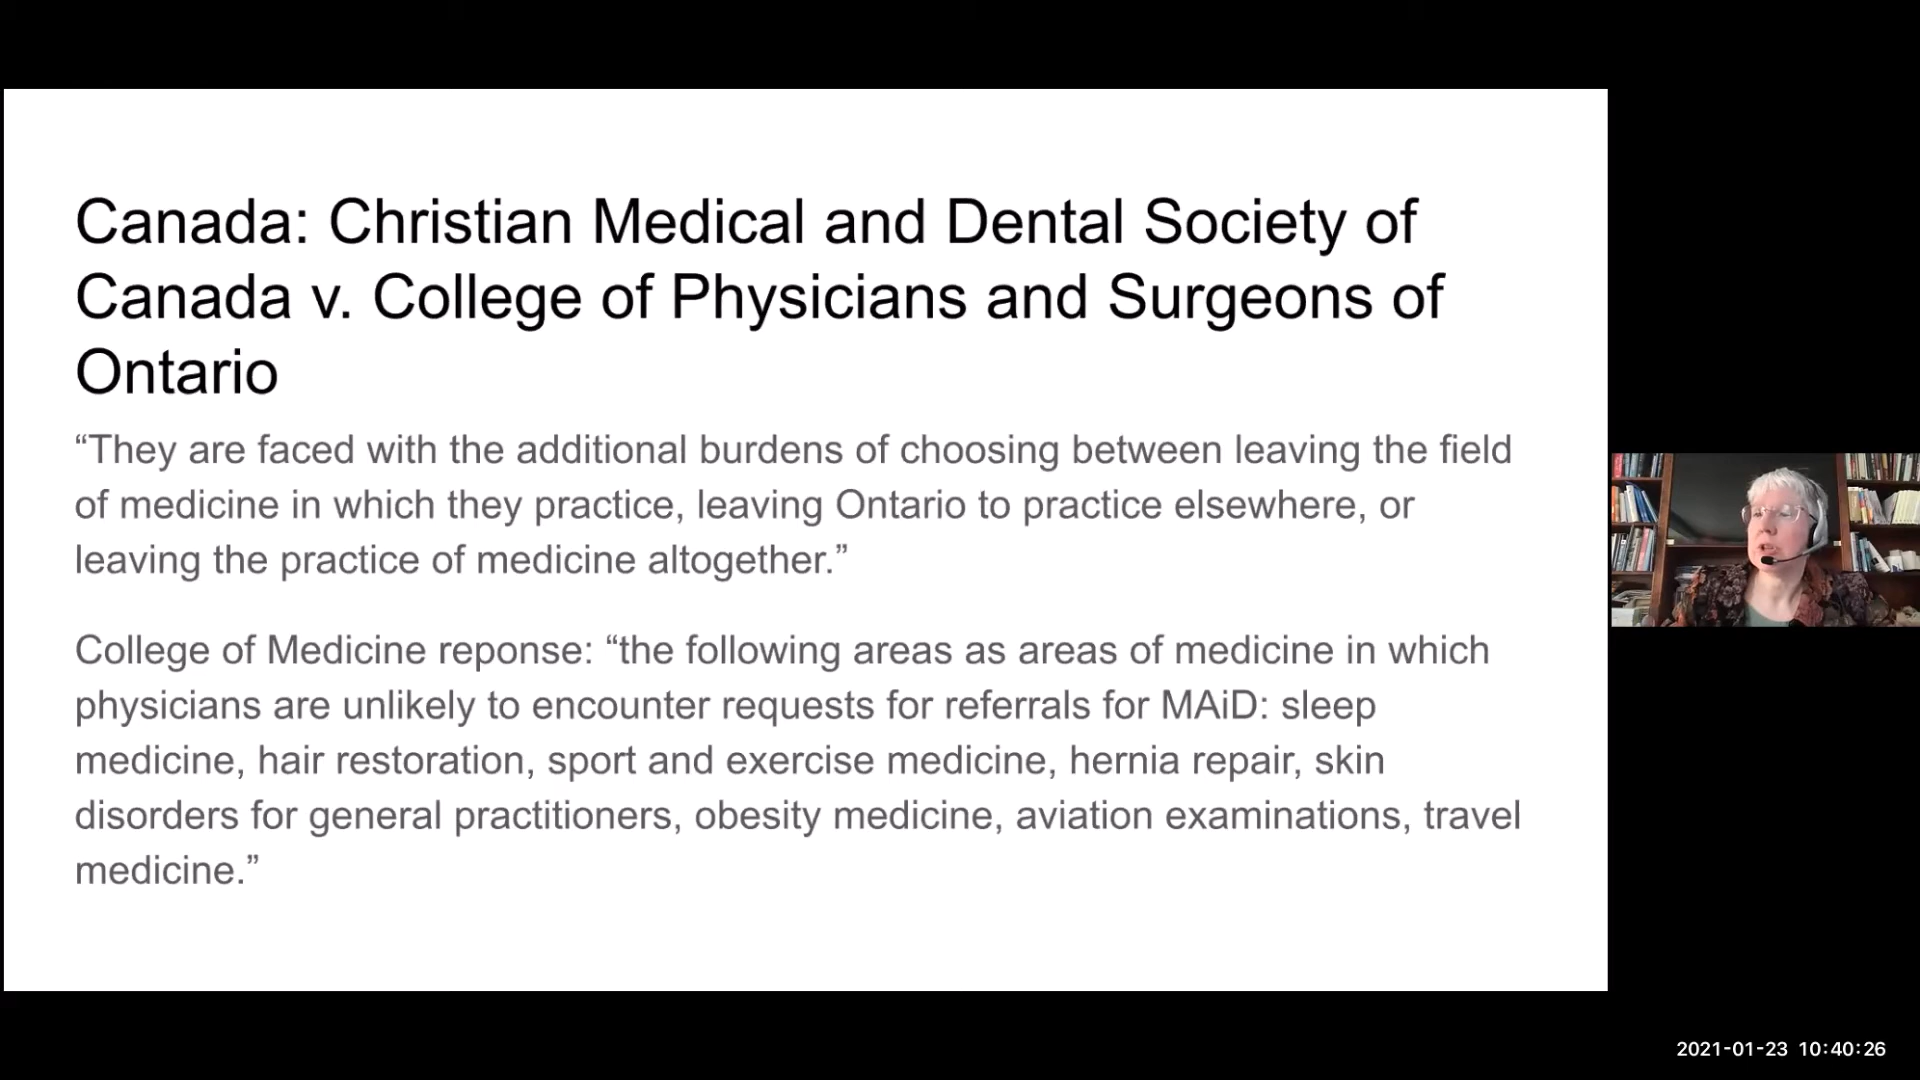 Canada: Christian Medical and Dental Society of
Canada v. College of Physicians and Surgeons of
Ontario
“They are faced with the additional burdens of choosing between leaving the field
of medicine in which they practice, leaving Ontario to practice elsewhere, or
leaving the practice of medicine altogether.”
College of Medicine reponse: “the following areas as areas of medicine in which
physicians are unlikely to encounter requests for referrals for MAiD: sleep
medicine, hair restoration, sport and exercise medicine, hernia repair, skin
disorders for general practitioners, obesity medicine, aviation examinations, travel
medicine.”
2021-01-23 10:40:26